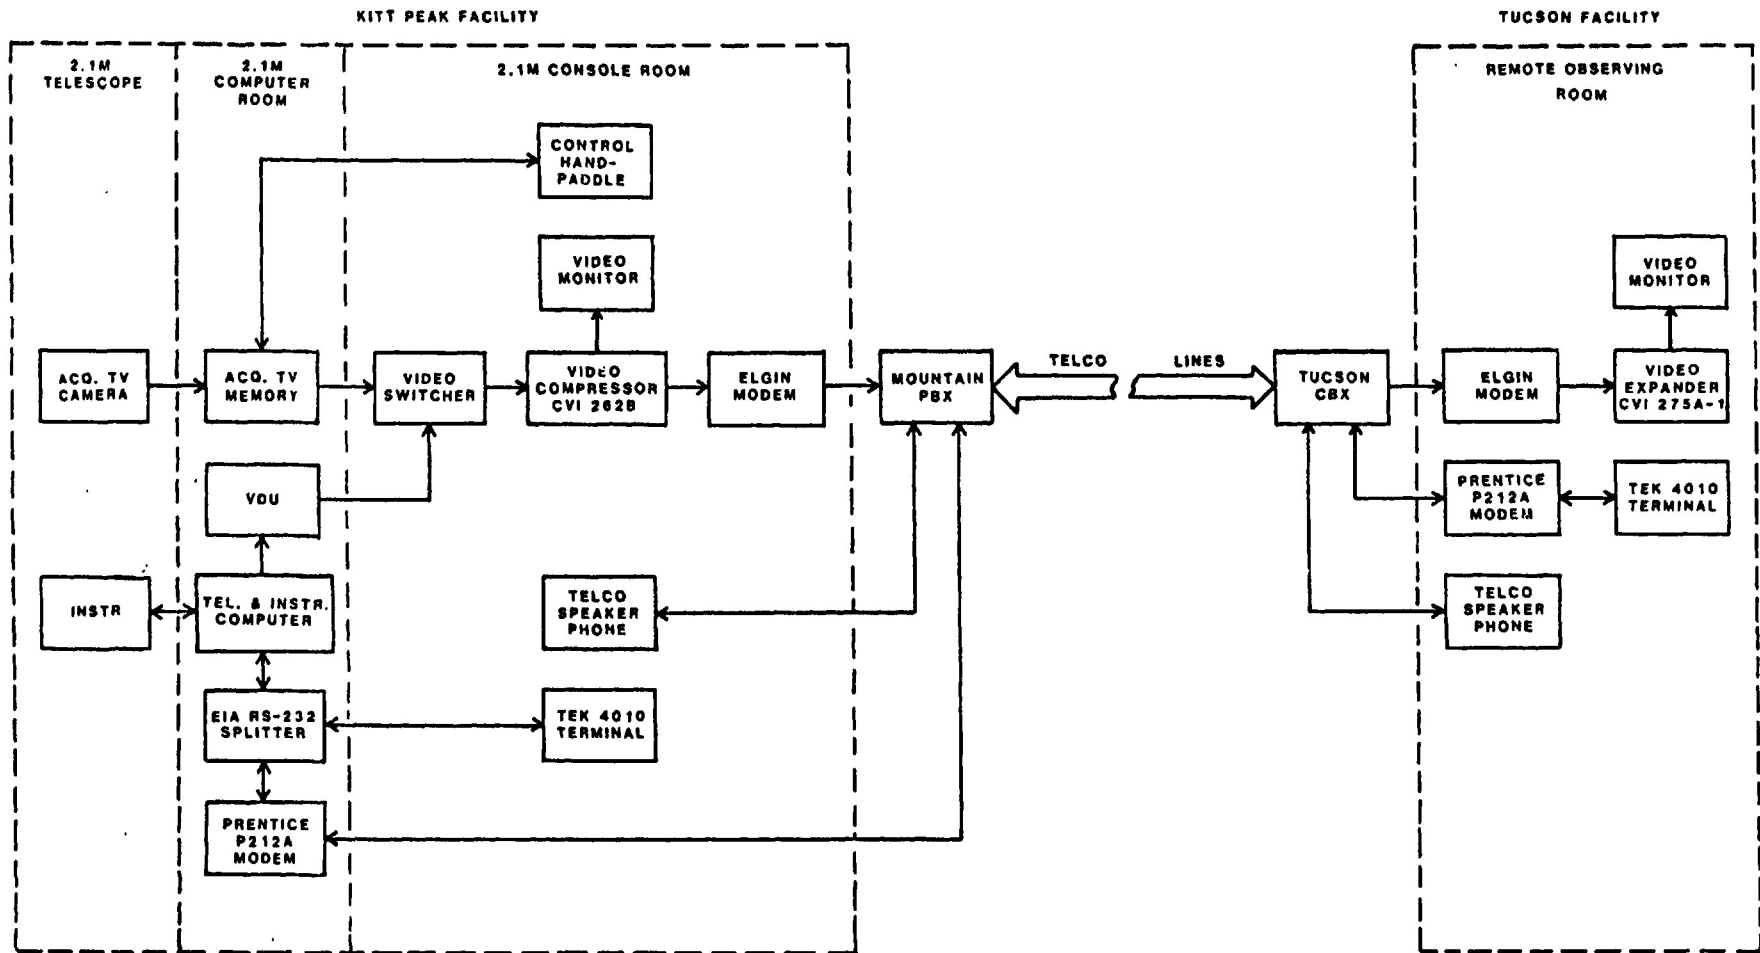 KITT PEAK FACILITY
TUCSON FACILITY
2.1M
TELESCOPE
2.1M
COMPUTER
ROOM
2.1M CONSOLE ROOM
REMOTE OBSERVING
ROOM
CONTROL
HAND-
PADDLE
VIDEO
MONITOR
VIDEO
MONITOR
ACQ. TV
CAMERA
ACQ. TV
MEMORY
VIDEO
SWITCHER
VIDEO
COMPRESSOR
CVI 262B
ELGIN
MODEM
MOUNTAIN
PBX
TELCO LINES
TUCSON
CBX
ELGIN
MODEM
VIDEO
EXPANDER
CVI 275A-1
VDU
PRENTICE
P212A
MODEM
TEK 4010
TERMINAL
INSTR
TEL. & INSTR.
COMPUTER
TELCO
SPEAKER
PHONE
TELCO
SPEAKER
PHONE
EIA RS-232
SPLITTER
TEK 4010
TERMINAL
PRENTICE
P212A
MODEM